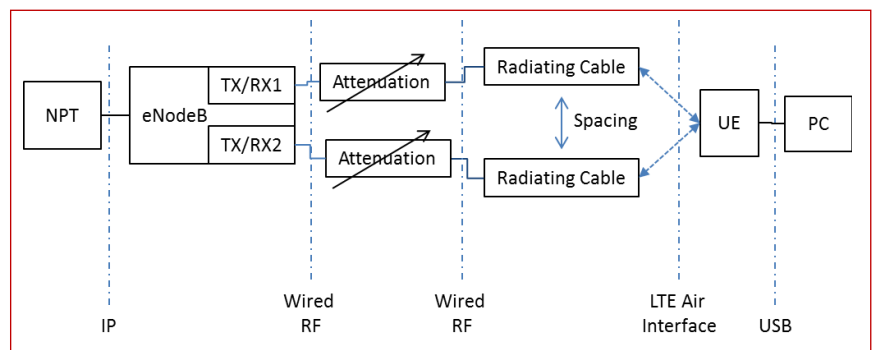 NPT
eNodeB
TX/RX1
TX/RX2
Attenuation
Attenuation
Radiating Cable
Spacing
Radiating Cable
UE
PC
IP
Wired
RF
Wired
RF
LTE Air
Interface
USB